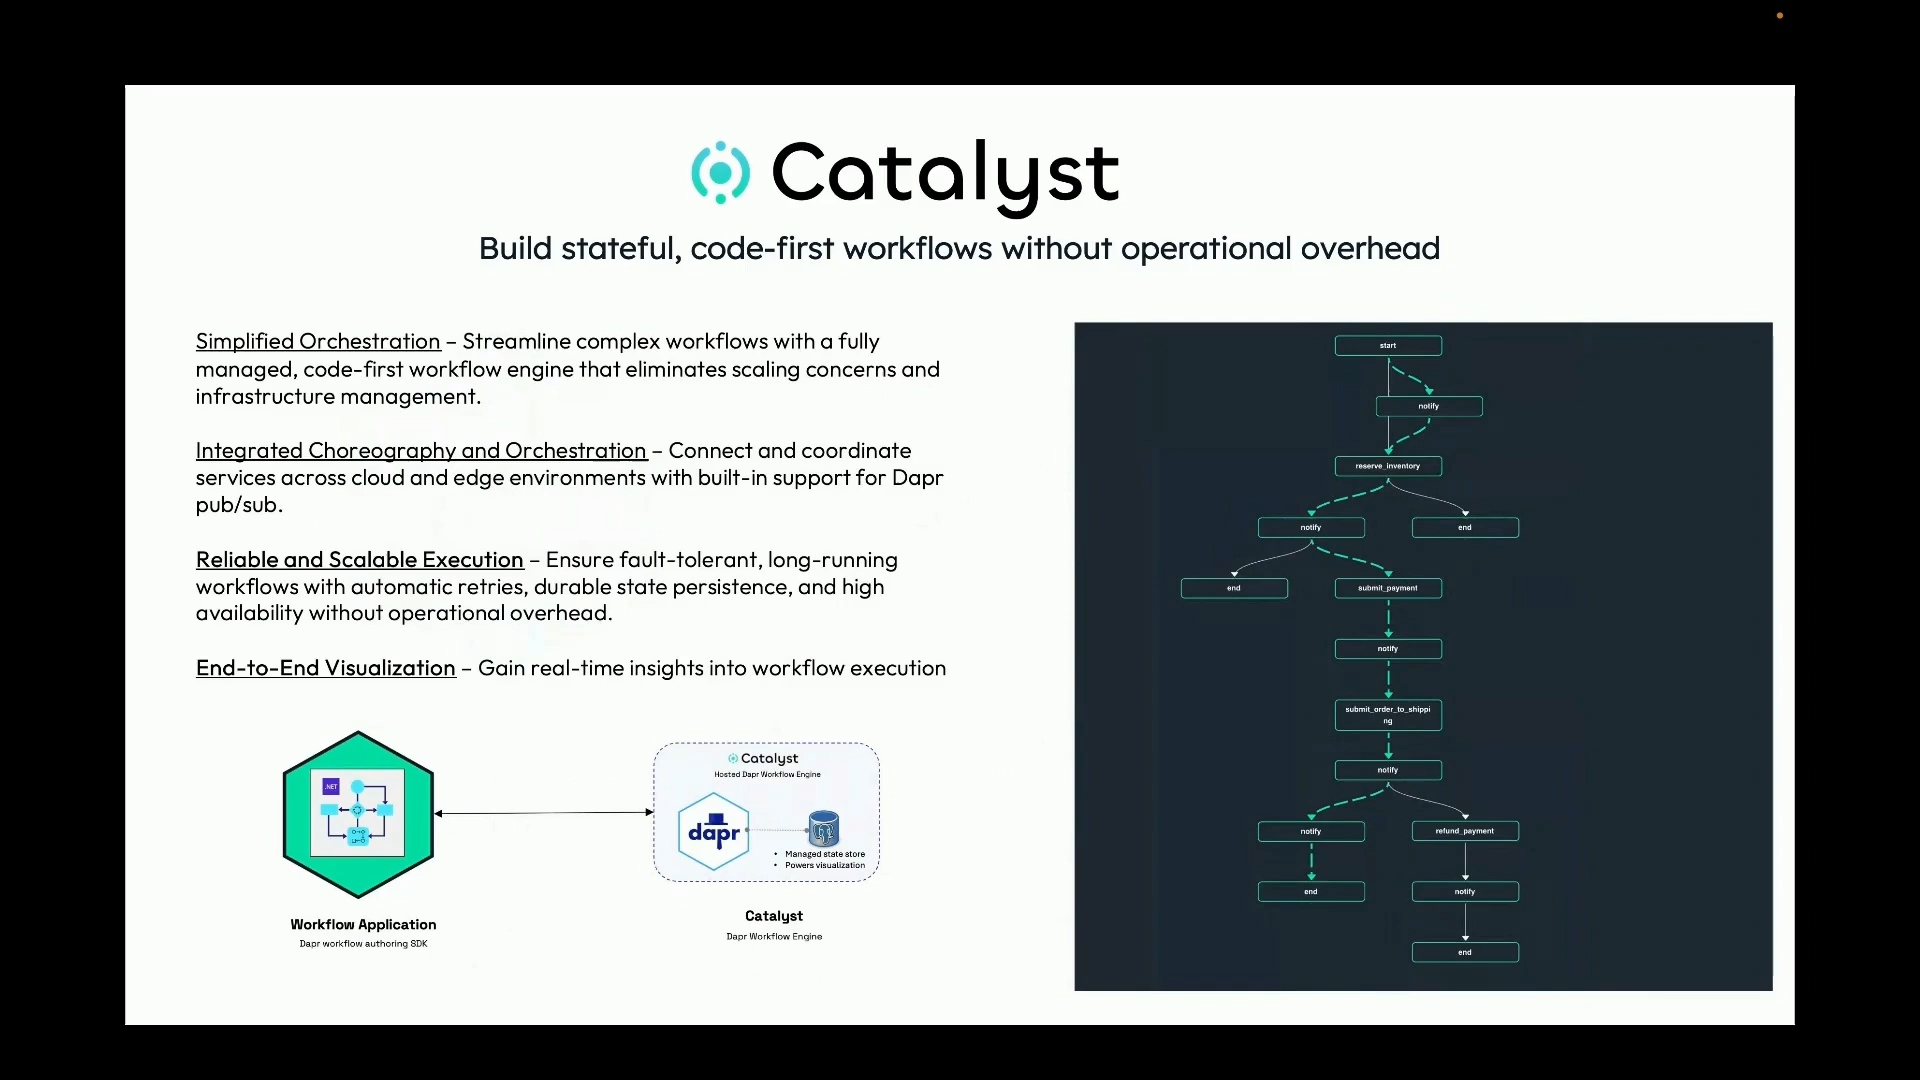 Catalyst
Build stateful, code-first workflows without operational overhead
Simplified Orchestration – Streamline complex workflows with a fully
managed, code-first workflow engine that eliminates scaling concerns and
infrastructure management.
Integrated Choreography and Orchestration – Connect and coordinate
services across cloud and edge environments with built-in support for Dapr
pub/sub.
Reliable and Scalable Execution – Ensure fault-tolerant, long-running
workflows with automatic retries, durable state persistence, and high
availability without operational overhead.
End-to-End Visualization – Gain real-time insights into workflow execution
.NET
Workflow Application
Dapr workflow authoring SDK
Catalyst
Hosted Dapr Workflow Engine
dapr
• Managed state store
• Powers visualization
Catalyst
Dapr Workflow Engine
start
notify
reserve_inventory
notify
end
end
submit_payment
notify
submit_order_to_shippi
ng
notify
notify
refund_payment
end
notify
end